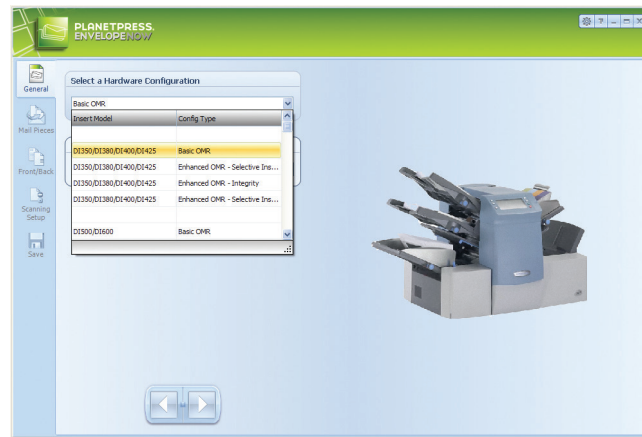 PLANETPRESS.
ENVELOPENOW
General
Mail Pieces
Front/Back
Scanning
Setup
Save
Select a Hardware Configuration
Basic OMR
Insert Model Config Type
DI350/DI380/DI400/DI425 Basic OMR
DI350/DI380/DI400/DI425 Enhanced OMR - Selective Ins...
DI350/DI380/DI400/DI425 Enhanced OMR - Integrity
DI350/DI380/DI400/DI425 Enhanced OMR - Selective Ins...
DI500/DI600 Basic OMR